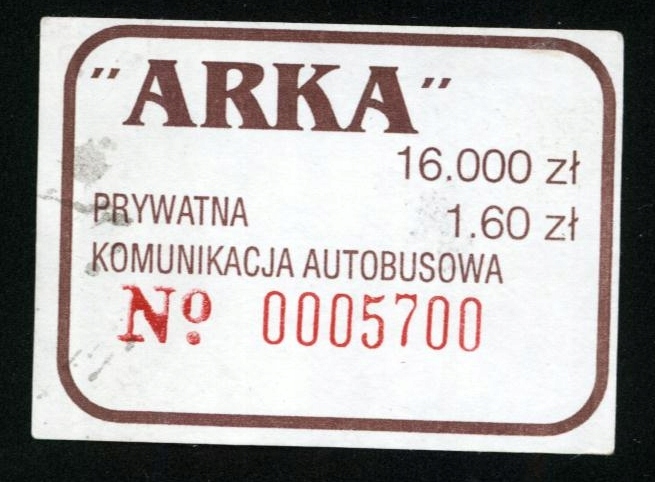 "ARKA"
16.000 zł
PRYWATNA 1.60 zł
KOMUNIKACJA AUTOBUSOWA
Nº 0005700